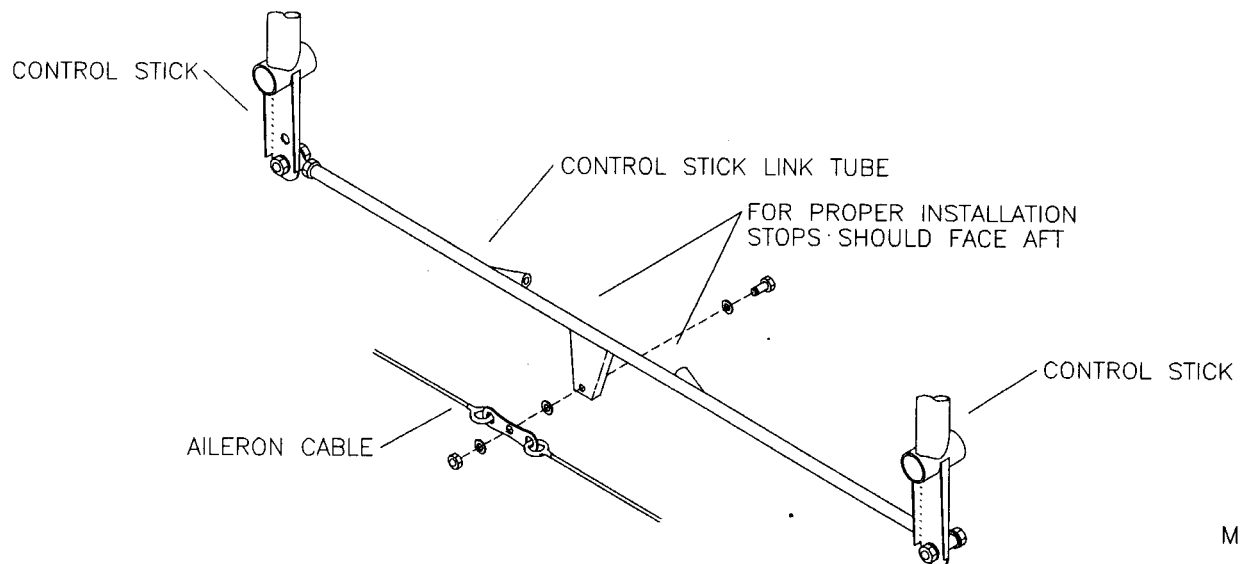 CONTROL STICK
CONTROL STICK LINK TUBE
FOR PROPER INSTALLATION
STOPS SHOULD FACE AFT
CONTROL STICK
AILERON CABLE
M